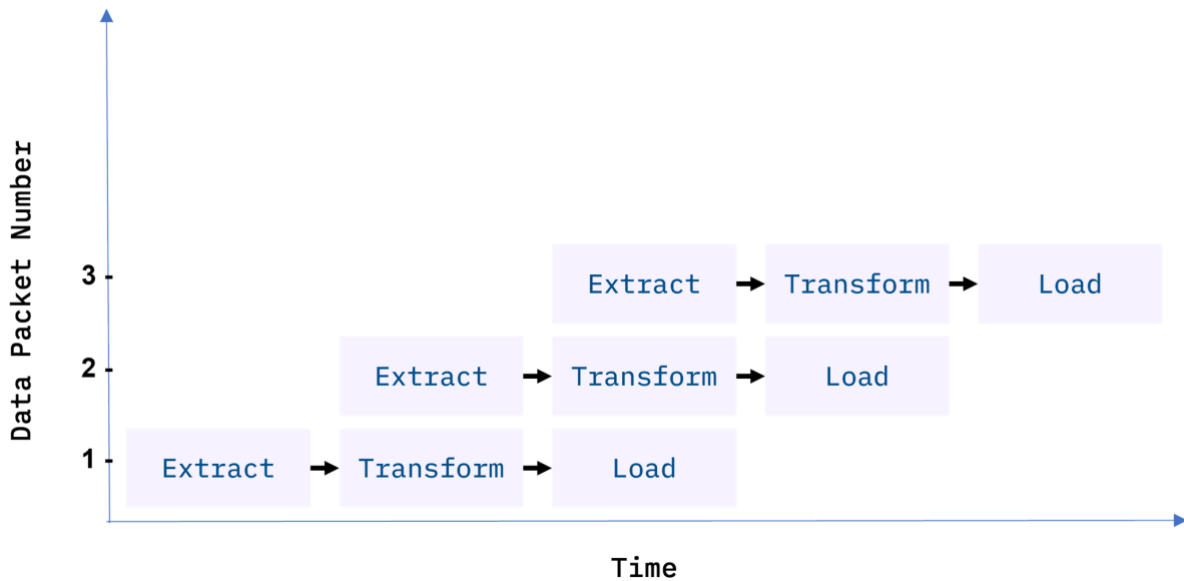 Data Packet Number
3
Extract
Transform
Load
2
Extract
Transform
Load
1
Extract
Transform
Load
Time